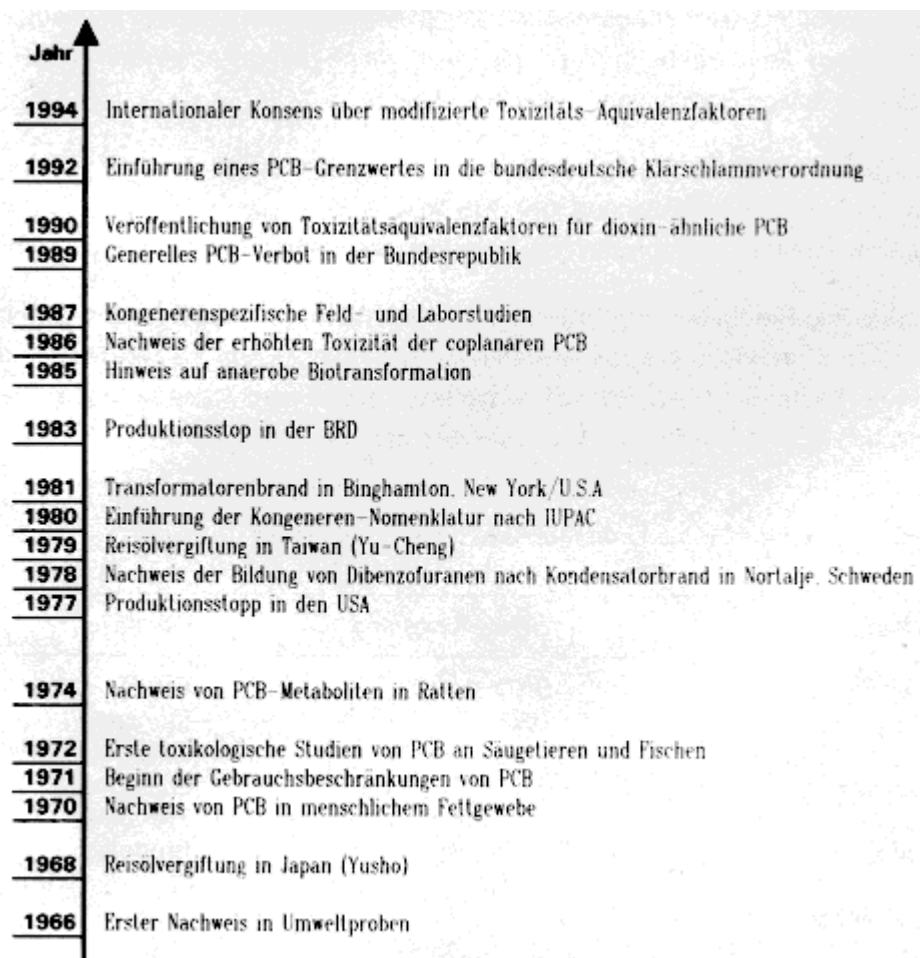 Jahr
1994 Internationaler Konsens über modifizierte Toxizitäts-Aquivalenzfaktoren
1992 Einführung eines PCB-Grenzwertes in die bundesdeutsche Klärschlammverordnung
1990 Veröffentlichung von Toxizitätsäquivalenzfaktoren für dioxin-ähnliche PCB
1989 Generelles PCB-Verbot in der Bundesrepublik
1987 Kongenerenspezifische Feld- und Laborstudien
1986 Nachweis der erhöhten Toxizität der coplanaren PCB
1985 Hinweis auf anaerobe Biotransformation
1983 Produktionsstop in der BRD
1981 Transformatorenbrand in Binghamton, New York/U.S.A
1980 Einführung der Kongeneren-Nomenklatur nach IUPAC
1979 Reisölvergiftung in Taiwan (Yu-Cheng)
1978 Nachweis der Bildung von Dibenzofuranen nach Kondensatorbrand in Nortalje, Schweden
1977 Produktionsstopp in den USA
1974 Nachweis von PCB-Metaboliten in Ratten
1972 Erste toxikologische Studien von PCB an Säugetieren und Fischen
1971 Beginn der Gebrauchsbeschränkungen von PCB
1970 Nachweis von PCB in menschlichem Fettgewebe
1968 Reisölvergiftung in Japan (Yusho)
1966 Erster Nachweis in Umweltproben